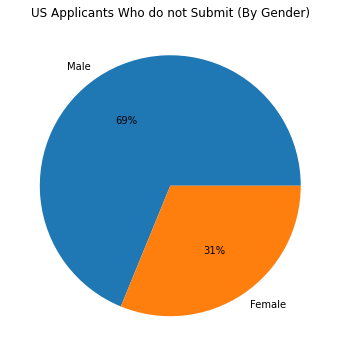 US Applicants Who do not Submit (By Gender)
Male
69%
31%
Female